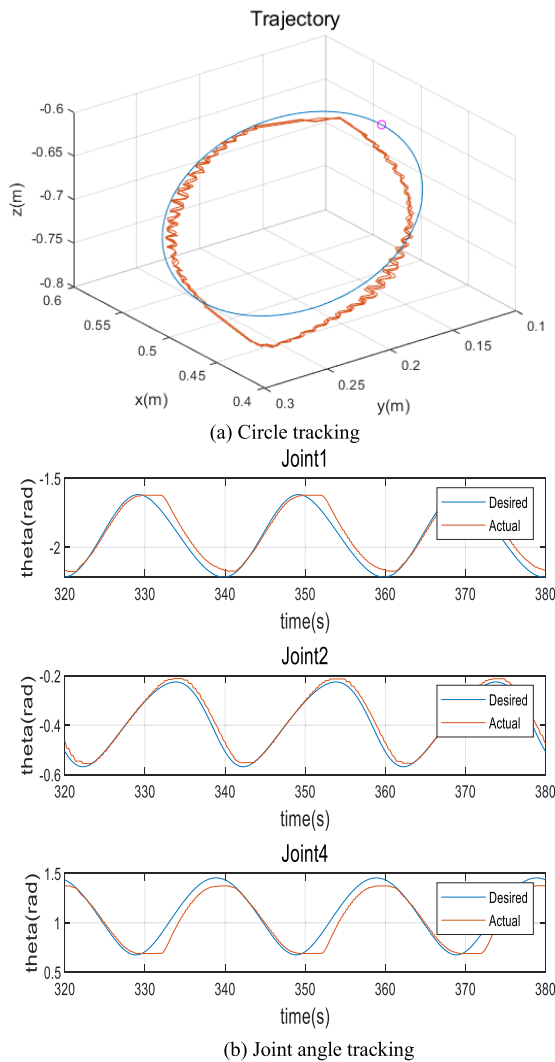 Trajectory
-0.6
-0.65
-0.7
-0.75
-0.8
z(m)
0.6
0.55
0.5
0.45
0.4
x(m)
0.3
0.25
0.2
0.15
0.1
y(m)
(a) Circle tracking
Joint1
-1.5
-2
theta(rad)
Desired
Actual
320 330 340 350 360 370 380
time(s)
Joint2
-0.2
-0.4
-0.6
theta(rad)
Desired
Actual
320 330 340 350 360 370 380
time(s)
Joint4
1.5
1
0.5
theta(rad)
Desired
Actual
320 330 340 350 360 370 380
time(s)
(b) Joint angle tracking